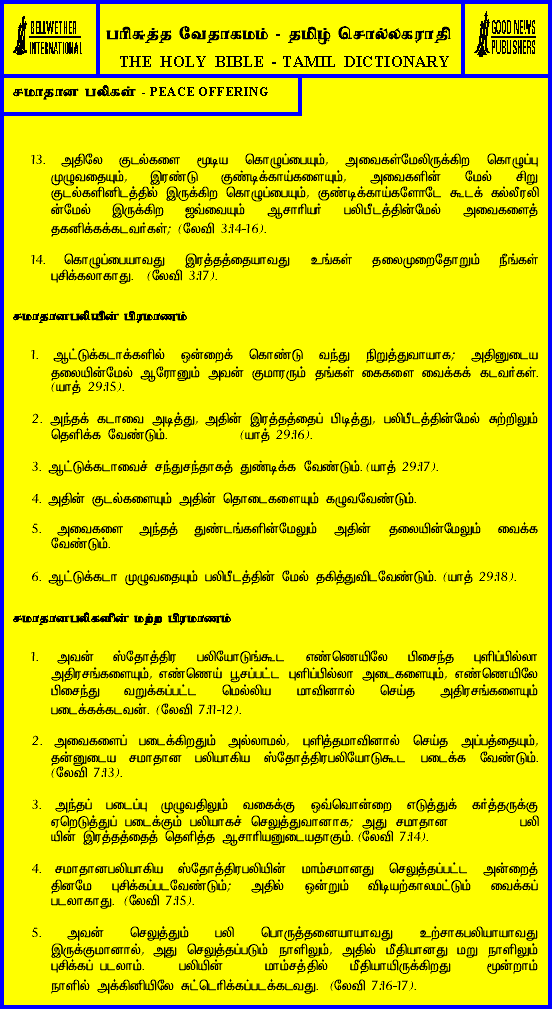 BELLWETHER
INTERNATIONAL
பரிசுத்த வேதாகமம் - தமிழ் சொல்லகராதி
THE HOLY BIBLE - TAMIL DICTIONARY
GOOD NEWS
PUBLISHERS
சமாதான பலிகள் - PEACE OFFERING
13. அதிலே குடல்களை மூடிய கொழுப்பையும், அவைகள்மேலிருக்கிற கொழுப்பு
முழுவதையும், இரண்டு குண்டிக்காய்களையும், அவைகளின் மேல் சிறு
குடல்களினிடத்தில் இருக்கிற கொழுப்பையும், குண்டிக்காய்களோடே கூடக் கல்லீரலி
ன்மேல் இருக்கிற ஜவ்வையும் ஆசாரியர் பலிபீடத்தின்மேல் அவைகளைத்
தகனிக்கக்கடவர்கள்; (லேவி 3:14-16).
14. கொழுப்பையாவது இரத்தத்தையாவது உங்கள் தலைமுறைதோறும் நீங்கள்
புசிக்கலாகாது. (லேவி 3:17).
சமாதானபலியின் பிரமாணம்
1. ஆட்டுக்கடாக்களில் ஒன்றைக் கொண்டு வந்து நிறுத்துவாயாக; அதினுடைய
தலையின்மேல் ஆரோனும் அவன் குமாரரும் தங்கள் கைகளை வைக்கக் கடவர்கள்.
(யாத் 29:15).
2. அந்தக் கடாவை அடித்து, அதின் இரத்தத்தைப் பிடித்து, பலிபீடத்தின்மேல் சுற்றிலும்
தெளிக்க வேண்டும். (யாத் 29:16).
3. ஆட்டுக்கடாவைச் சந்துசந்தாகத் துண்டிக்க வேண்டும். (யாத் 29:17).
4. அதின் குடல்களையும் அதின் தொடைகளையும் கழுவவேண்டும்.
5. அவைகளை அந்தத் துண்டங்களின்மேலும் அதின் தலையின்மேலும் வைக்க
வேண்டும்.
6. ஆட்டுக்கடா முழுவதையும் பலிபீடத்தின் மேல் தகித்துவிடவேண்டும். (யாத் 29:18).
சமாதானபலிகளின் மற்ற பிரமாணம்
1. அவன் ஸ்தோத்திர பலியோடுங்கூட எண்ணெயிலே பிசைந்த புளிப்பில்லா
அதிரசங்களையும், எண்ணெய் பூசப்பட்ட புளிப்பில்லா அடைகளையும், எண்ணெயிலே
பிசைந்து வறுக்கப்பட்ட மெல்லிய மாவினால் செய்த அதிரசங்களையும்
படைக்கக்கடவன். (லேவி 7:11-12).
2. அவைகளைப் படைக்கிறதும் அல்லாமல், புளித்தமாவினால் செய்த அப்பத்தையும்,
தன்னுடைய சமாதான பலியாகிய ஸ்தோத்திரபலியோடுகூட படைக்க வேண்டும்.
(லேவி 7:13).
3. அந்தப் படைப்பு முழுவதிலும் வகைக்கு ஒவ்வொன்றை எடுத்துக் கர்த்தருக்கு
ஏறெடுத்துப் படைக்கும் பலியாகச் செலுத்துவானாக; அது சமாதான பலி
யின் இரத்தத்தைத் தெளித்த ஆசாரியனுடையதாகும். (லேவி 7:14).
4. சமாதானபலியாகிய ஸ்தோத்திரபலியின் மாம்சமானது செலுத்தப்பட்ட அன்றைத்
தினமே புசிக்கப்படவேண்டும்; அதில் ஒன்றும் விடியற்காலமட்டும் வைக்கப்
படலாகாது. (லேவி 7:15).
5. அவன் செலுத்தும் பலி பொருத்தனையாயாவது உற்சாகபலியாயாவது
இருக்குமானால், அது செலுத்தப்படும் நாளிலும், அதில் மீதியானது மறு நாளிலும்
புசிக்கப் படலாம். பலியின் மாம்சத்தில் மீதியாயிருக்கிறது மூன்றாம்
நாளில் அக்கினியிலே சுட்டெரிக்கப்படக்கடவது. (லேவி 7:16-17).